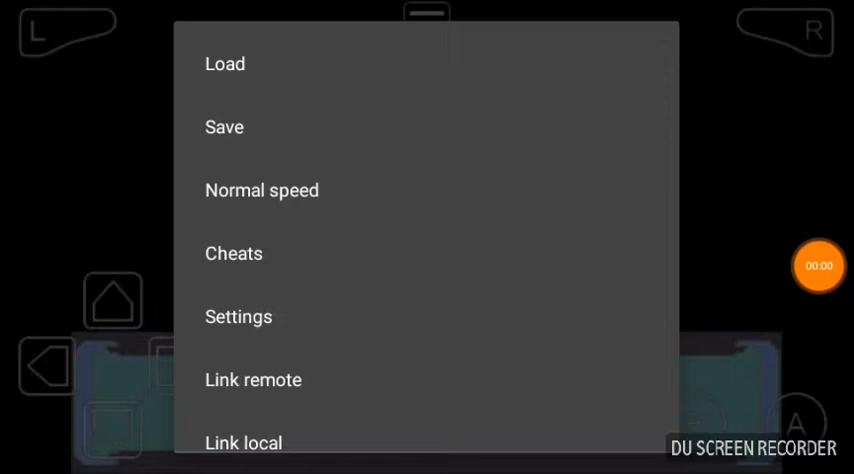 L
R
Load
Save
Normal speed
Cheats
Settings
Link remote
Link local
00:00
A
DU SCREEN RECORDER